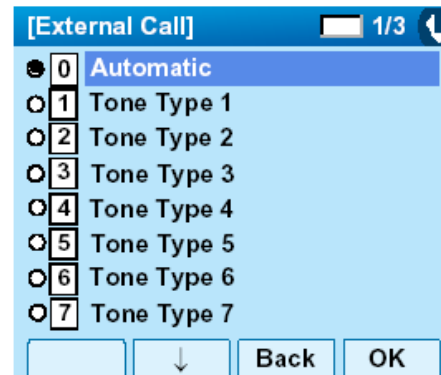 [External Call] 1/3
0 Automatic
1 Tone Type 1
2 Tone Type 2
3 Tone Type 3
4 Tone Type 4
5 Tone Type 5
6 Tone Type 6
7 Tone Type 7
↓ Back OK